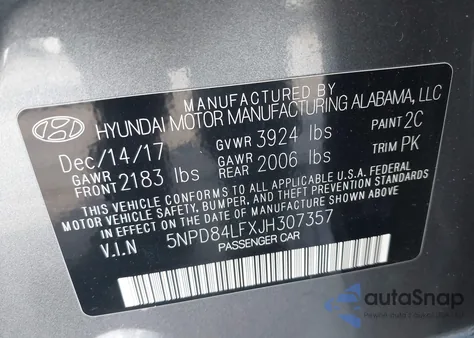 MANUFACTURED BY
HYUNDAI MOTOR MANUFACTURING ALABAMA, LLC
Dec/14/17 GVWR 3924 lbs PAINT 2C
GAWR FRONT 2183 lbs GAWR REAR 2006 lbs TRIM PK
THIS VEHICLE CONFORMS TO ALL APPLICABLE U.S.A. FEDERAL
MOTOR VEHICLE SAFETY, BUMPER, AND THEFT PREVENTION STANDARDS
IN EFFECT ON THE DATE OF MANUFACTURE SHOWN ABOVE.
V.I.N 5NPD84LFXJH307357
PASSENGER CAR
autoSnap